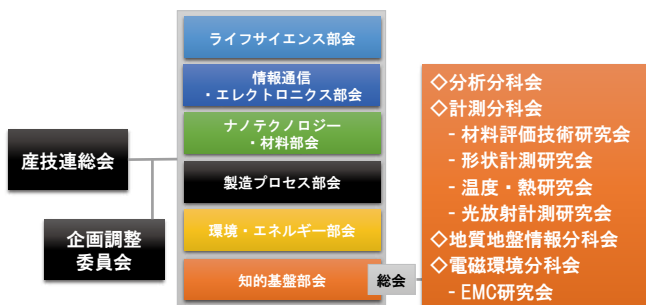 産技連総会
企画調整
委員会
ライフサイエンス部会
情報通信
・エレクトロニクス部会
ナノテクノロジー
・材料部会
製造プロセス部会
環境・エネルギー部会
知的基盤部会
総会
◇分析分科会
◇計測分科会
- 材料評価技術研究会
- 形状計測研究会
- 温度・熱研究会
- 光放射計測研究会
◇地質地盤情報分科会
◇電磁環境分科会
- EMC研究会